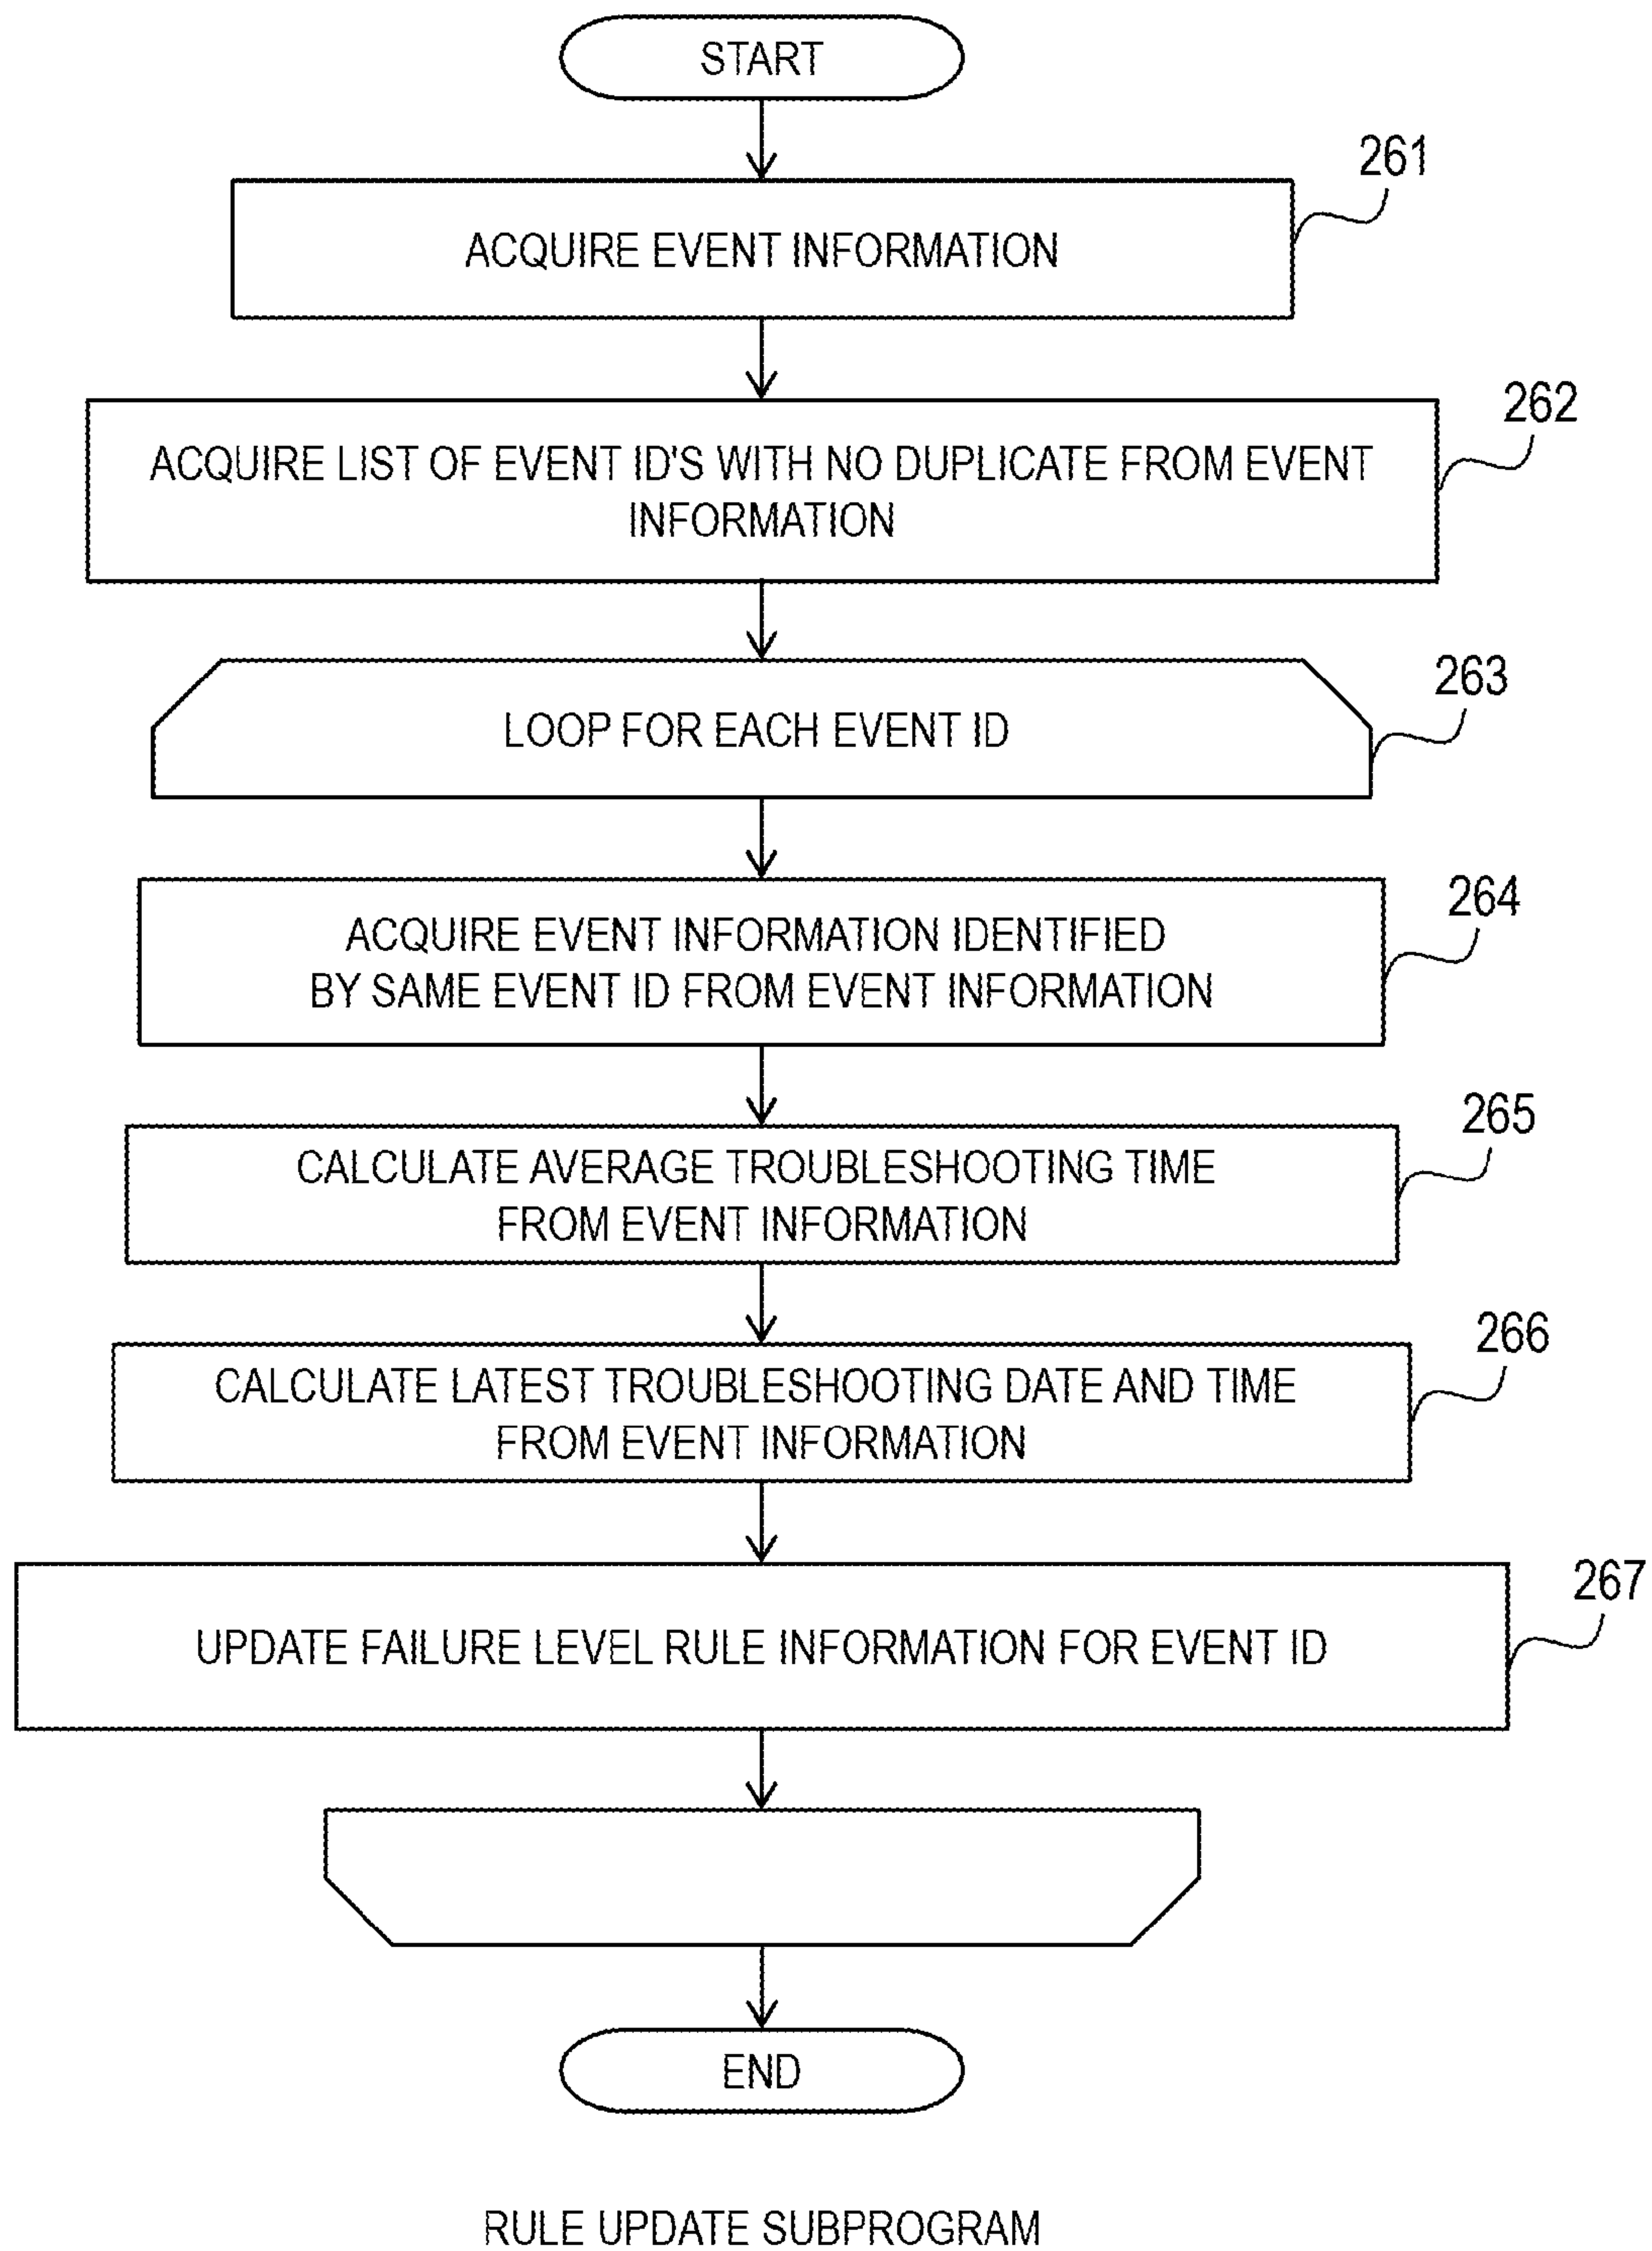 START
261
ACQUIRE EVENT INFORMATION
262
ACQUIRE LIST OF EVENT ID'S WITH NO DUPLICATE FROM EVENT
INFORMATION
263
LOOP FOR EACH EVENT ID
264
ACQUIRE EVENT INFORMATION IDENTIFIED
BY SAME EVENT ID FROM EVENT INFORMATION
265
CALCULATE AVERAGE TROUBLESHOOTING TIME
FROM EVENT INFORMATION
266
CALCULATE LATEST TROUBLESHOOTING DATE AND TIME
FROM EVENT INFORMATION
267
UPDATE FAILURE LEVEL RULE INFORMATION FOR EVENT ID
END
RULE UPDATE SUBPROGRAM